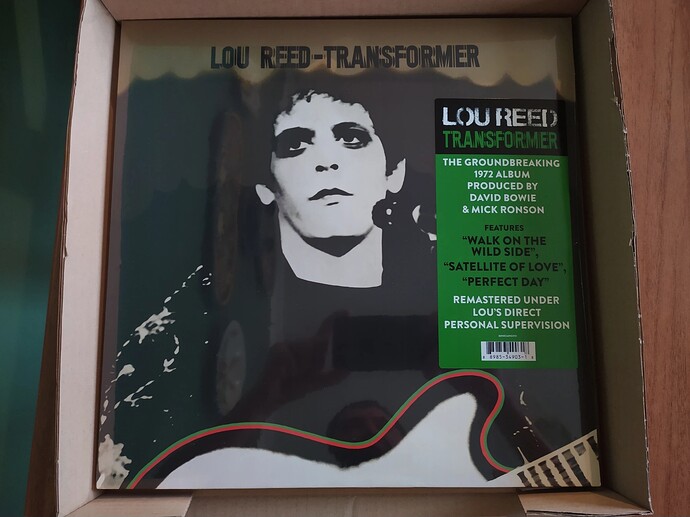 LOU REED-TRANSFORMER
LOU REED
TRANSFORMER
THE GROUNDBREAKING
1972 ALBUM
PRODUCED BY
DAVID BOWIE
& MICK RONSON
FEATURES
"WALK ON THE
WILD SIDE",
"SATELLITE OF LOVE",
"PERFECT DAY"
REMASTERED UNDER
LOU'S DIRECT
PERSONAL SUPERVISION